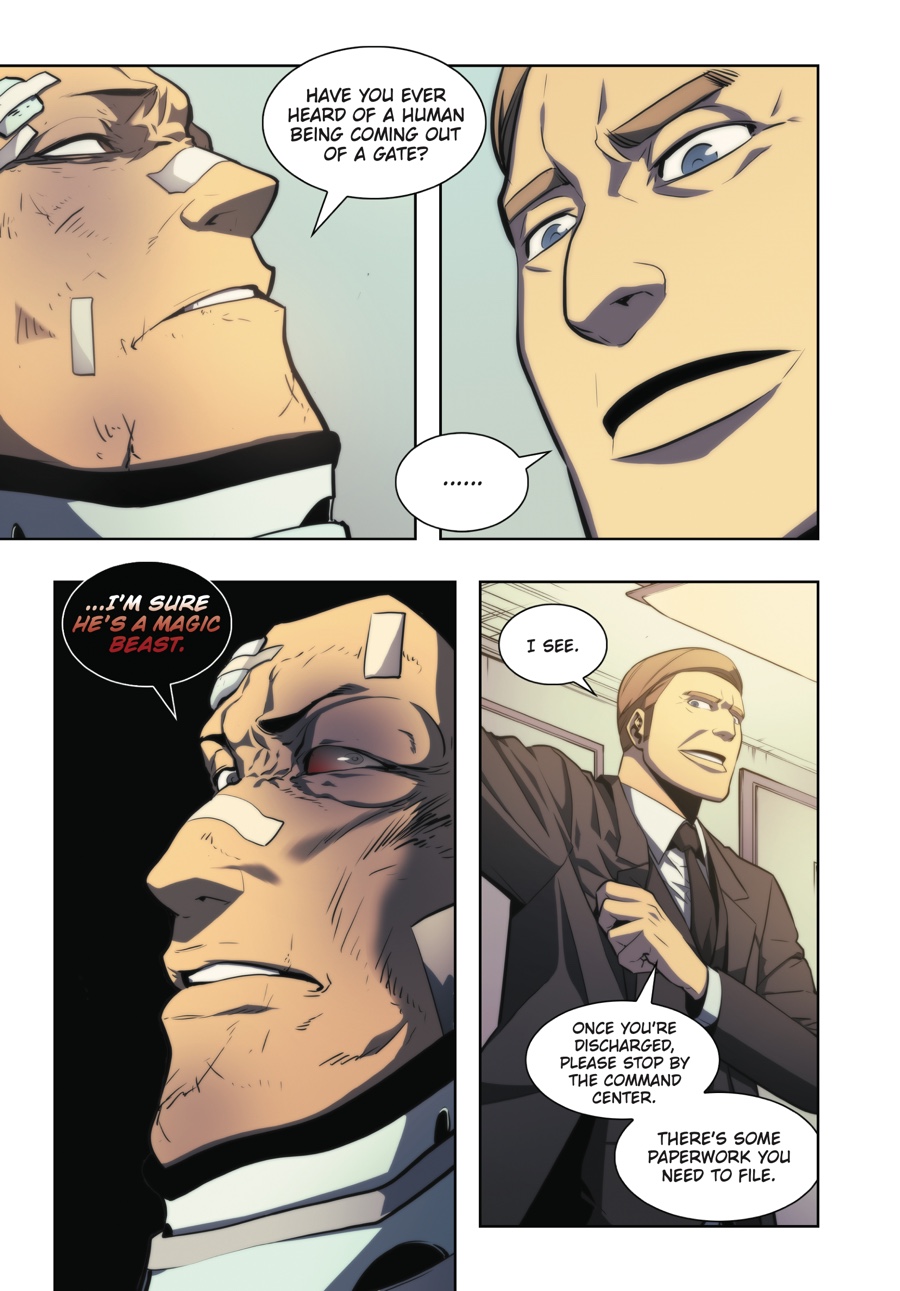 HAVE YOU EVER
HEARD OF A HUMAN
BEING COMING OUT
OF A GATE?
......
...I'M SURE
HE'S A MAGIC
BEAST.
I SEE.
ONCE YOU'RE
DISCHARGED,
PLEASE STOP BY
THE COMMAND
CENTER.
THERE'S SOME
PAPERWORK YOU
NEED TO FILE.